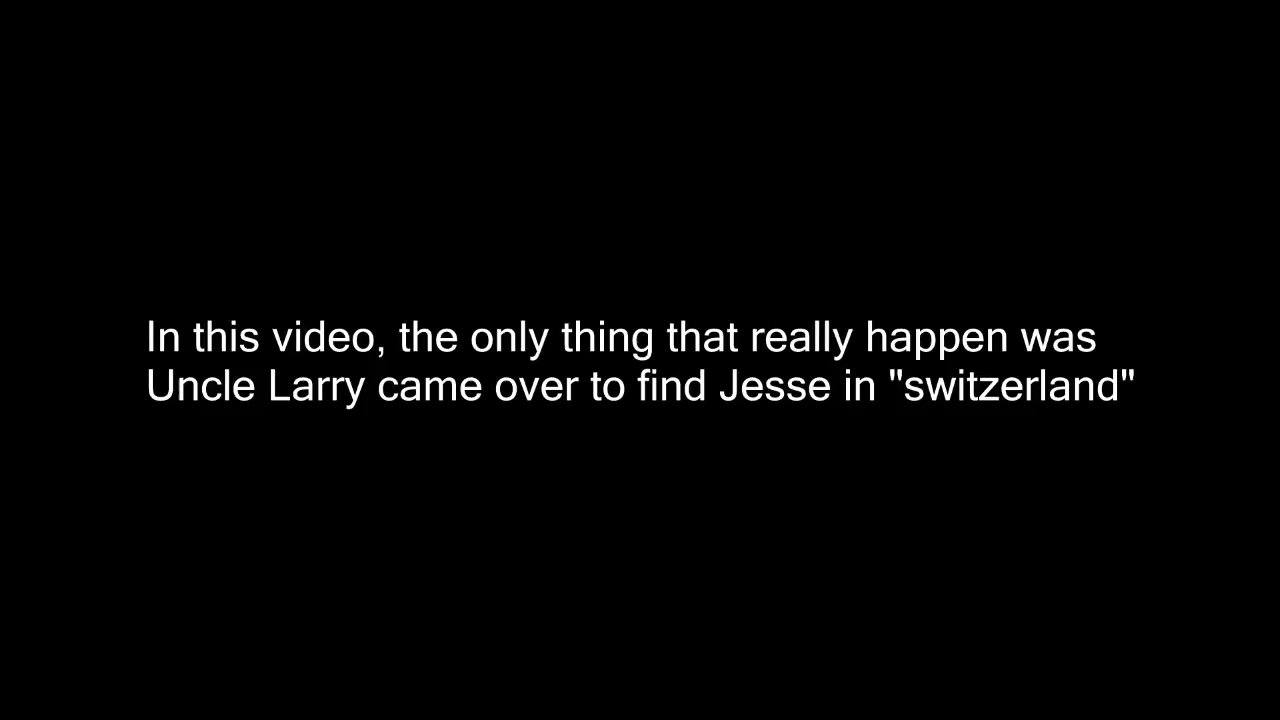 In this video, the only thing that really happen was
Uncle Larry came over to find Jesse in "switzerland"